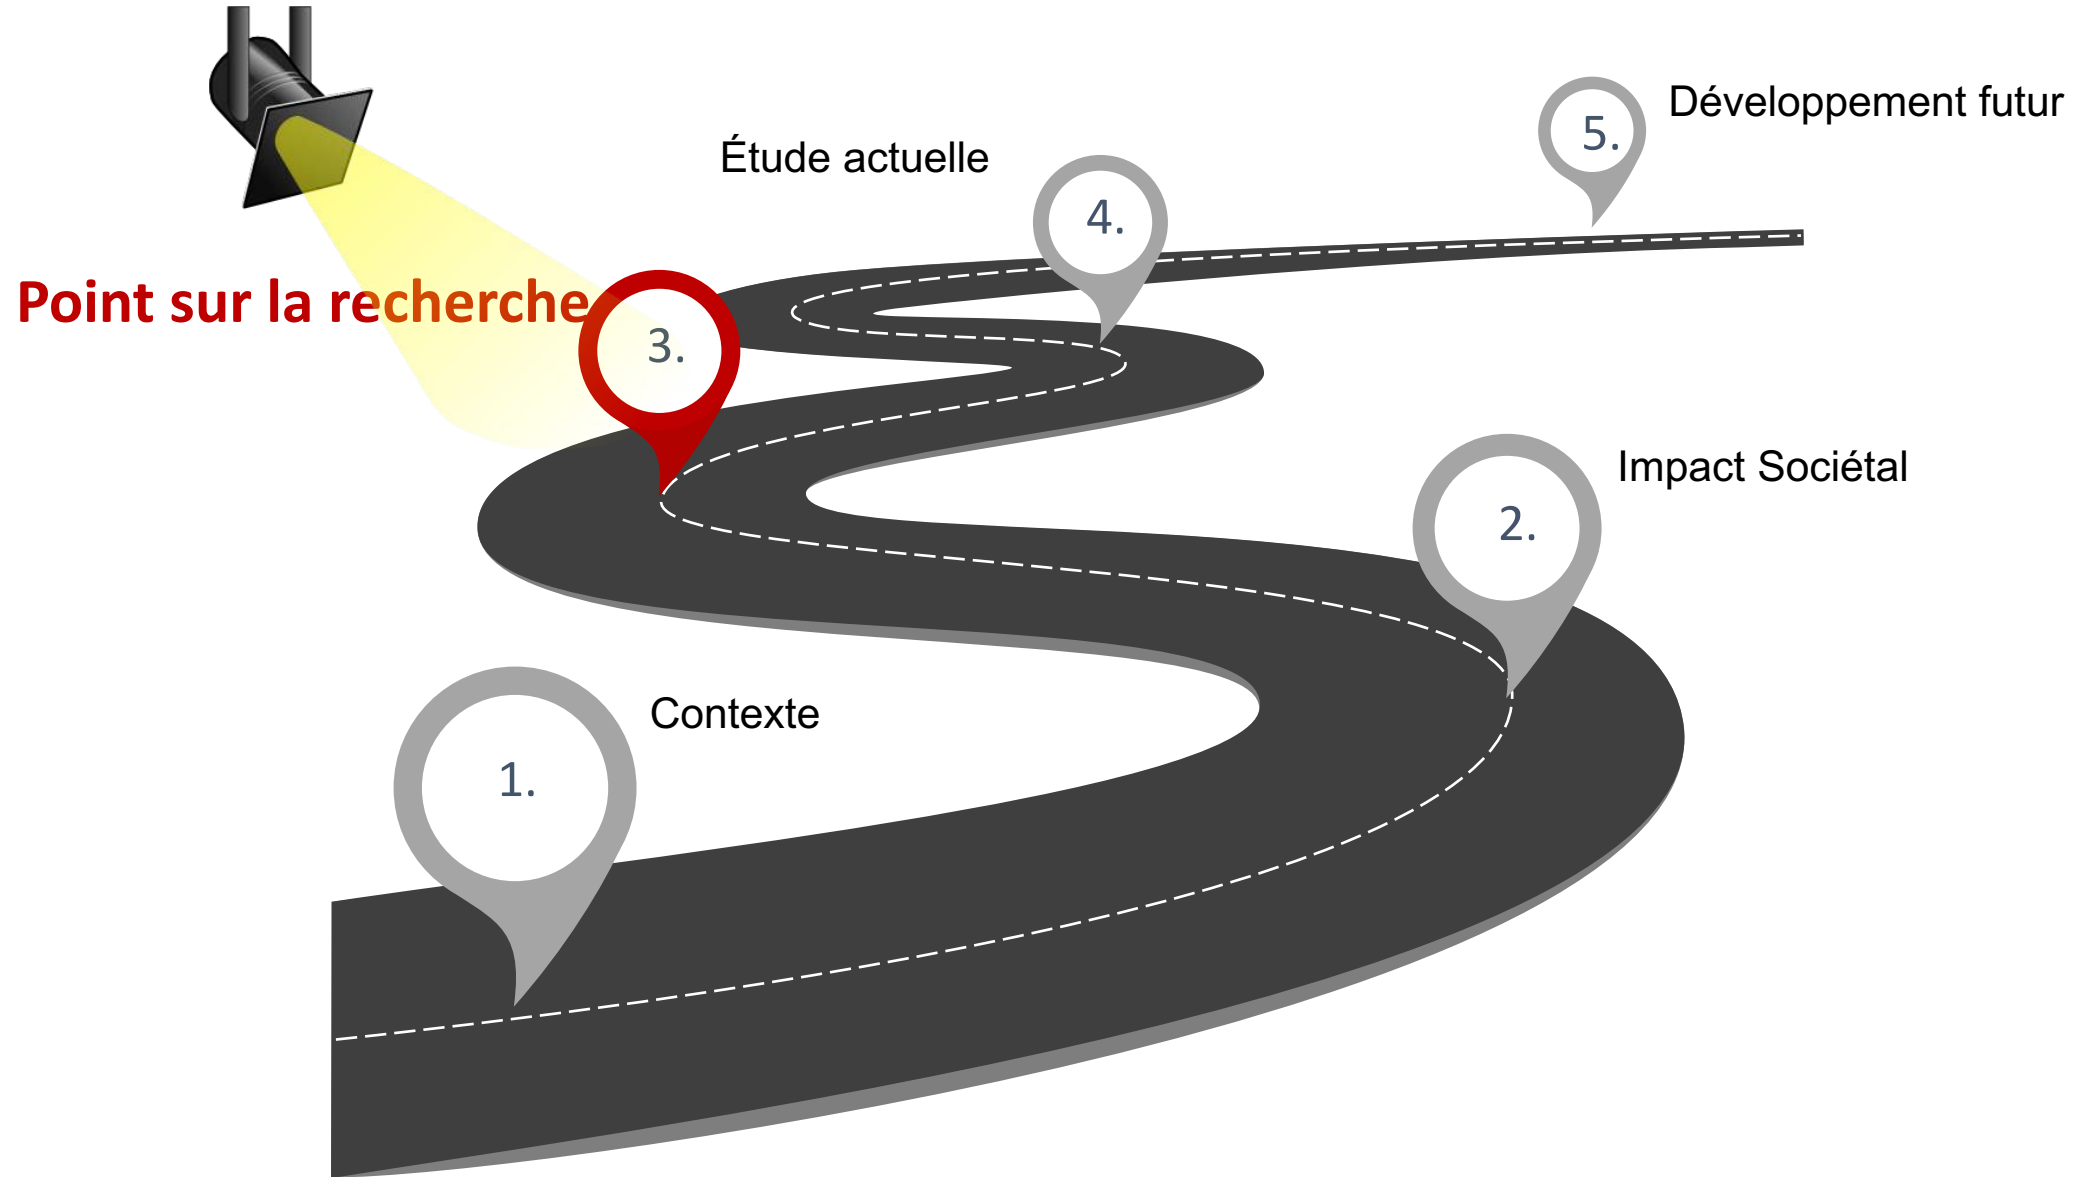 Développement futur
5.
Étude actuelle
4.
Point sur la recherche
3.
Impact Sociétal
2.
Contexte
1.